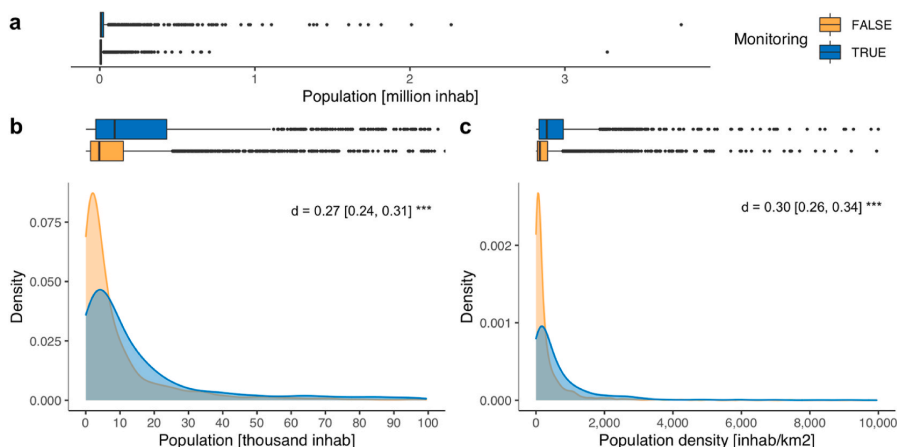 a
0
1
2
3
Population [million inhab]
Monitoring
FALSE
TRUE
b
d = 0.27 [0.24, 0.31] ***
Density
0.075
0.050
0.025
0.000
0 10 20 30 40 50 60 70 80 90 100
Population [thousand inhab]
c
d = 0.30 [0.26, 0.34] ***
Density
0.002
0.001
0.000
0 2,000 4,000 6,000 8,000 10,000
Population density [inhab/km2]